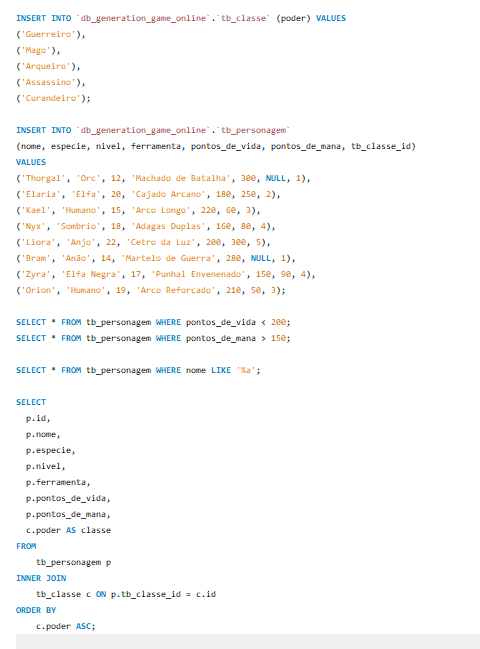 INSERT INTO `db_generation_game_online`.`tb_classe` (poder) VALUES
('Guerreiro'),
('Mago'),
('Arqueiro'),
('Assassino'),
('Curandeiro');
INSERT INTO `db_generation_game_online`.`tb_personagem`
(nome, especie, nivel, ferramenta, pontos_de_vida, pontos_de_mana, tb_classe_id)
VALUES
('Thorgal', 'Orc', 12, 'Machado de Batalha', 300, NULL, 1),
('Elaria', 'Elfa', 20, 'Cajado Arcano', 180, 250, 2),
('Kael', 'Humano', 15, 'Arco Longo', 220, 60, 3),
('Nyx', 'Sombrio', 18, 'Adagas Duplas', 160, 80, 4),
('Liora', 'Anjo', 22, 'Cetro da Luz', 200, 300, 5),
('Bram', 'Anão', 14, 'Martelo de Guerra', 280, NULL, 1),
('Zyra', 'Elfa Negra', 17, 'Punhal Envenenado', 150, 90, 4),
('Orion', 'Humano', 19, 'Arco Reforçado', 210, 50, 3);
SELECT * FROM tb_personagem WHERE pontos_de_vida < 200;
SELECT * FROM tb_personagem WHERE pontos_de_mana > 150;
SELECT * FROM tb_personagem WHERE nome LIKE '%a';
SELECT
p.id,
p.nome,
p.especie,
p.nivel,
p.ferramenta,
p.pontos_de_vida,
p.pontos_de_mana,
c.poder AS classe
FROM
tb_personagem p
INNER JOIN
tb_classe c ON p.tb_classe_id = c.id
ORDER BY
c.poder ASC;